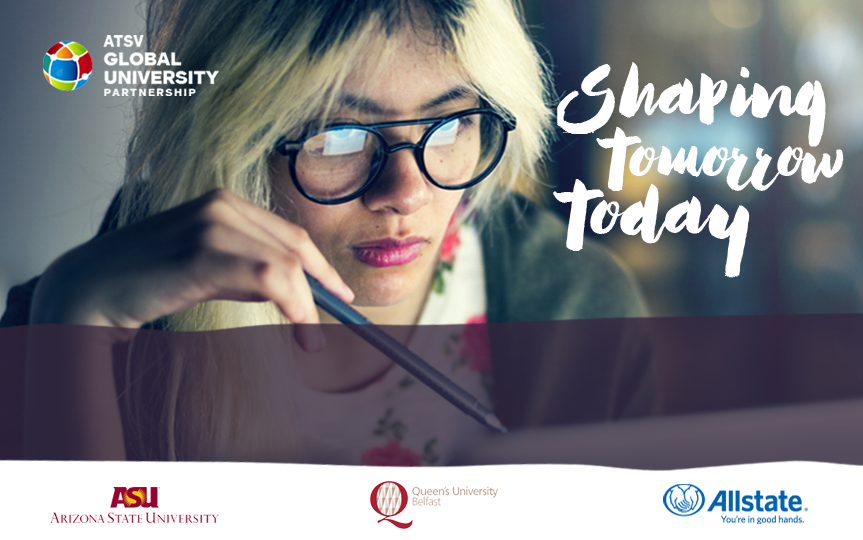 ATSV
GLOBAL
UNIVERSITY
PARTNERSHIP
Shaping
Tomorrow
Today
ASU
ARIZONA STATE UNIVERSITY
Q
Queen's University
Belfast
Allstate®
You're in good hands.